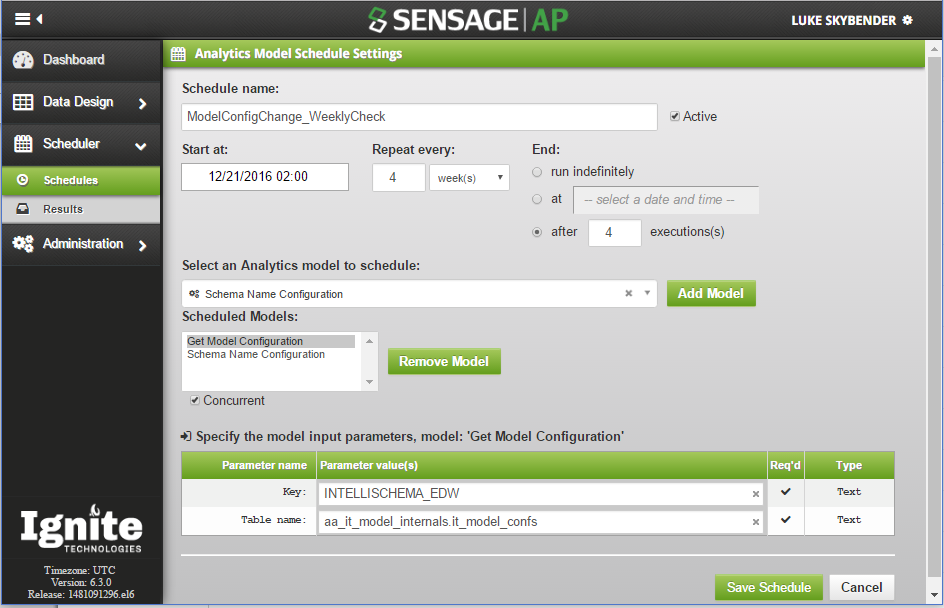 SENSAGE|AP
LUKE SKYBENDER
Dashboard
Data Design
Scheduler
Schedules
Results
Administration
Ignite
TECHNOLOGIES
Timezone: UTC
Version: 6.3.0
Release: 1481091296.el6
Analytics Model Schedule Settings
Schedule name:
ModelConfigChange_WeeklyCheck
Active
Start at:
Repeat every:
End:
12/21/2016 02:00
4
week(s)
run indefinitely
at
-- select a date and time --
after
4
executions(s)
Select an Analytics model to schedule:
Schema Name Configuration
Add Model
Scheduled Models:
Get Model Configuration
Schema Name Configuration
Remove Model
Concurrent
Specify the model input parameters, model: 'Get Model Configuration'
Parameter name
Parameter value(s)
Req'd
Type
Key:
INTELLISCHEMA_EDW
Text
Table name:
aa_it_model_internals.it_model_confs
Text
Save Schedule
Cancel